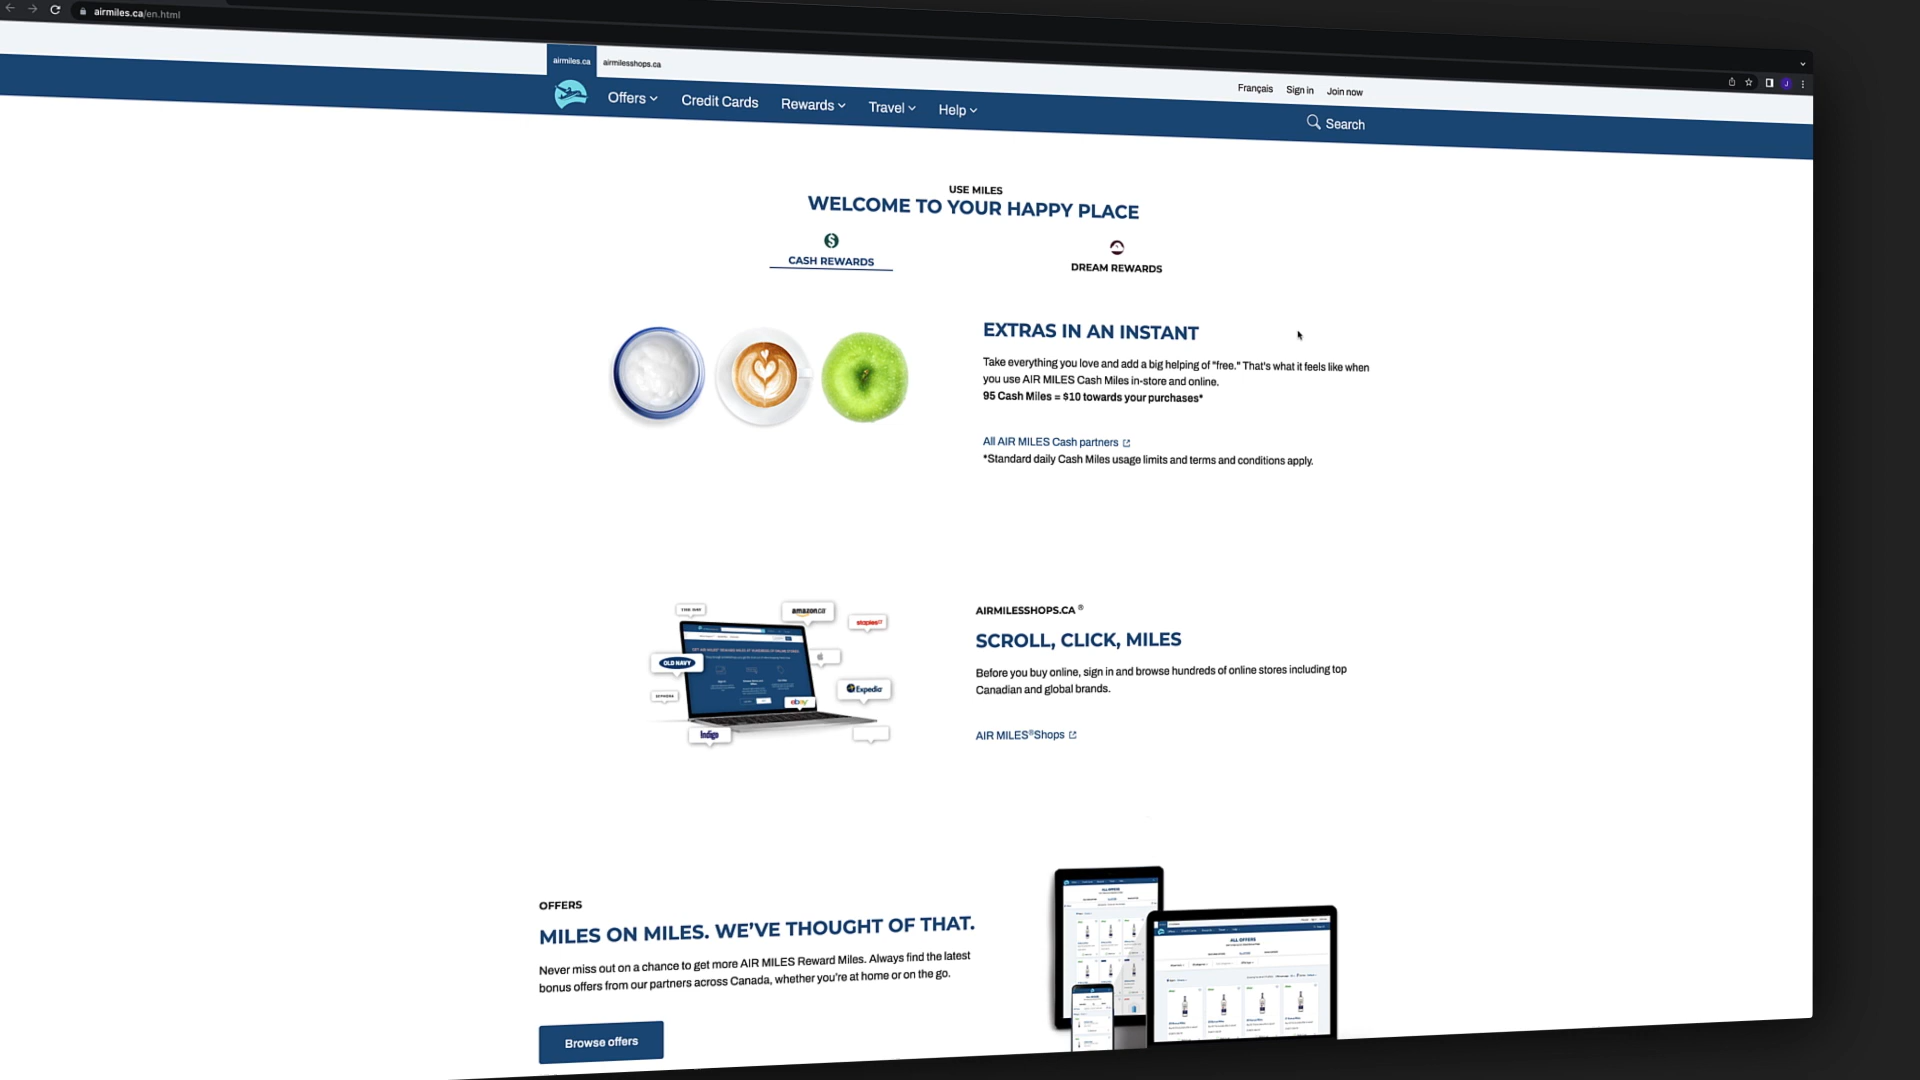 airmiles.ca/en.html
airmiles.ca airmilesshops.ca
Français Sign in Join now
Offers Credit Cards Rewards Travel Help
Search
USE MILES
WELCOME TO YOUR HAPPY PLACE
$
CASH REWARDS
DREAM REWARDS
EXTRAS IN AN INSTANT
Take everything you love and add a big helping of "free." That's what it feels like when
you use AIR MILES Cash Miles in-store and online.
95 Cash Miles = $10 towards your purchases*
All AIR MILES Cash partners
*Standard daily Cash Miles usage limits and terms and conditions apply.
amazon.ca
staples
OLD NAVY
SEPHORA
Expedia
ebay
Indigo
AIRMILESSHOPS.CA ®
SCROLL, CLICK, MILES
Before you buy online, sign in and browse hundreds of online stores including top
Canadian and global brands.
AIR MILES®Shops
OFFERS
MILES ON MILES. WE'VE THOUGHT OF THAT.
Never miss out on a chance to get more AIR MILES Reward Miles. Always find the latest
bonus offers from our partners across Canada, whether you're at home or on the go.
Browse offers
ALL OFFERS
ALL OFFERS